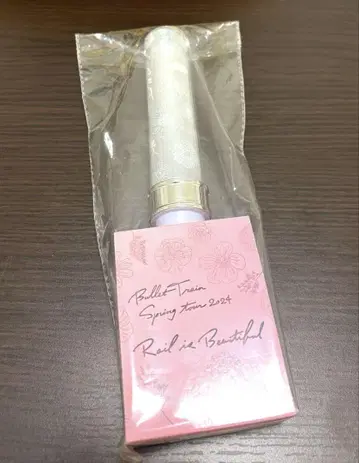 Bullet Train
Spring tour 2024
Rail is Beautiful